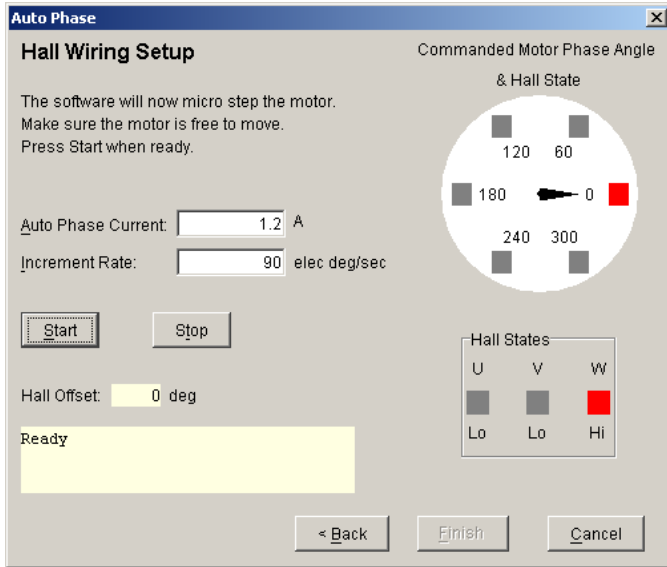 Auto Phase
Hall Wiring Setup
The software will now micro step the motor.
Make sure the motor is free to move.
Press Start when ready.
Auto Phase Current: 1.2 A
Increment Rate: 90 elec deg/sec
Start Stop
Hall Offset: 0 deg
Ready
Commanded Motor Phase Angle
& Hall State
120 60
180 0
240 300
Hall States
U V W
Lo Lo Hi
< Back Finish Cancel